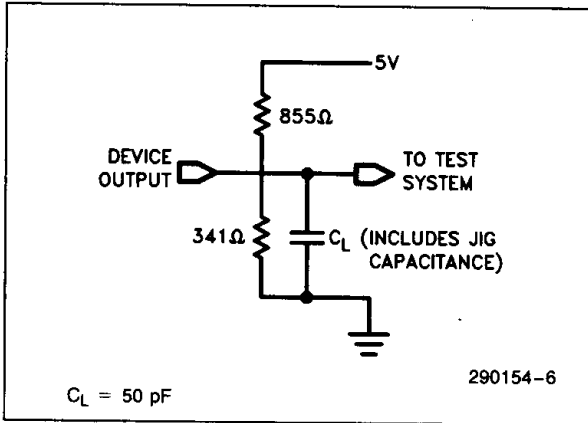 5V
855Ω
DEVICE
OUTPUT
TO TEST
SYSTEM
341Ω
C_L (INCLUDES JIG
CAPACITANCE)
290154-6
C_L = 50 pF